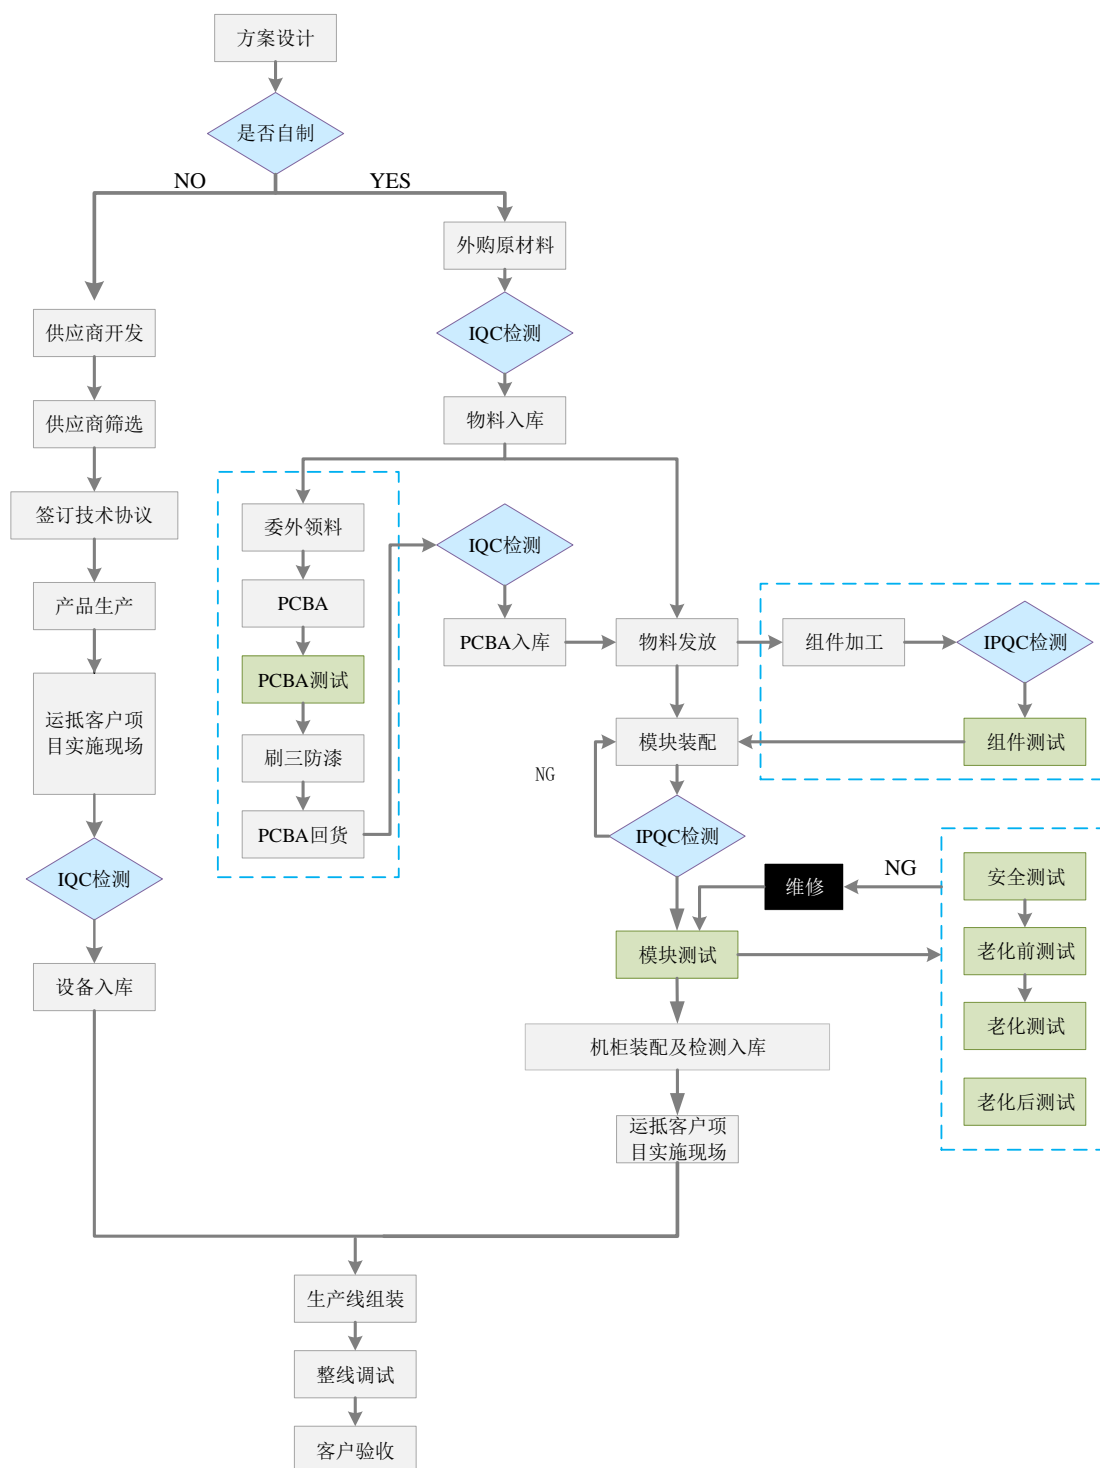 方案设计
是否自制
NO
YES
外购原材料
供应商开发
IQC检测
供应商筛选
物料入库
签订技术协议
委外领料
IQC检测
产品生产
PCBA
PCBA入库
物料发放
组件加工
IPQC检测
PCBA测试
运抵客户项
目实施现场
刷三防漆
模块装配
组件测试
NG
PCBA回货
IPQC检测
IQC检测
维修
NG
安全测试
模块测试
老化前测试
设备入库
老化测试
机柜装配及检测入库
老化后测试
运抵客户项
目实施现场
生产线组装
整线调试
客户验收